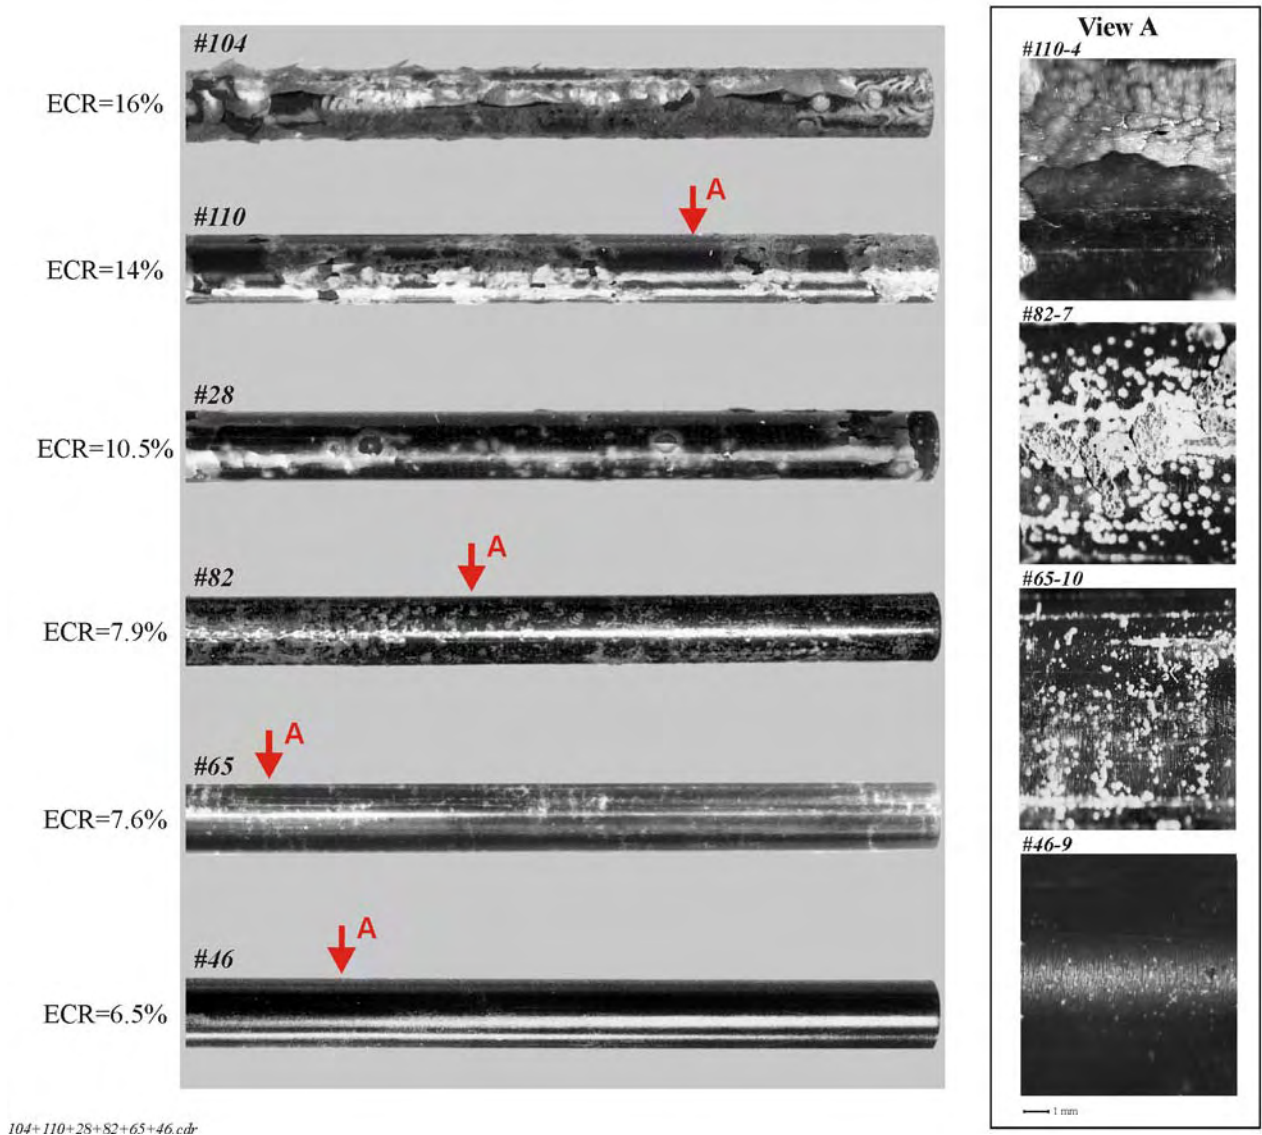 #104
ECR=16%
A
#110
ECR=14%
#28
ECR=10.5%
A
#82
ECR=7.9%
A
#65
ECR=7.6%
A
#46
ECR=6.5%
View A
#110-4
#82-7
#65-10
#46-9
1 mm
104+110+28+82+65+46.cdr